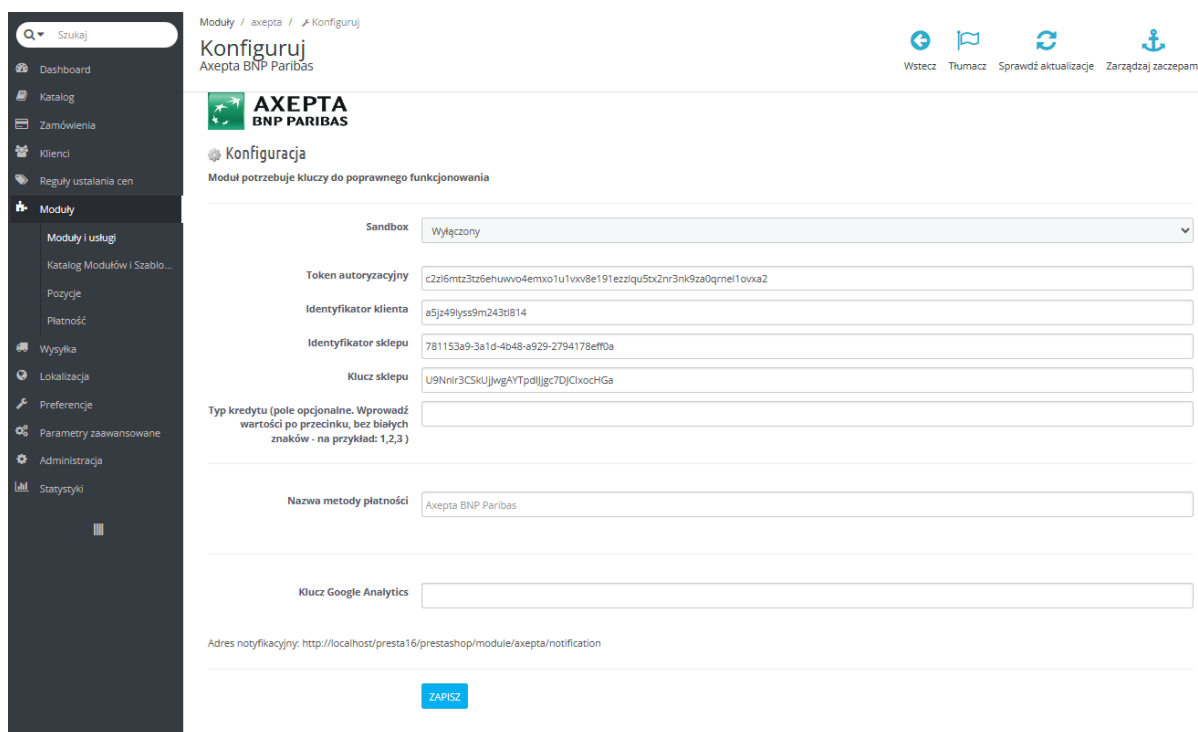 Szukaj
Dashboard
Katalog
Zamówienia
Klienci
Reguły ustalania cen
Moduły
Moduły i usługi
Katalog Modułów i Szablo...
Pozycje
Płatność
Wysyłka
Lokalizacja
Preferencje
Parametry zaawansowane
Administracja
Statystyki
Moduły / axepta / Konfiguruj
Konfiguruj
Axepta BNP Paribas
Wstecz Tłumacz Sprawdź aktualizacje Zarządzaj zaczepam
AXEPTA
BNP PARIBAS
Konfiguracja
Moduł potrzebuje kluczy do poprawnego funkcjonowania
Sandbox Wyłączony
Token autoryzacyjny
Identyfikator klienta
Identyfikator sklepu 781153a9-3a1d-4b48-a929-2794178eff0a
Klucz sklepu
Typ kredytu (pole opcjonalne. Wprowadź
wartości po przecinku, bez białych
znaków - na przykład: 1,2,3 )
Nazwa metody płatności Axepta BNP Paribas
Klucz Google Analytics
Adres notyfikacyjny: http://localhost/presta16/prestashop/module/axepta/notification
ZAPISZ